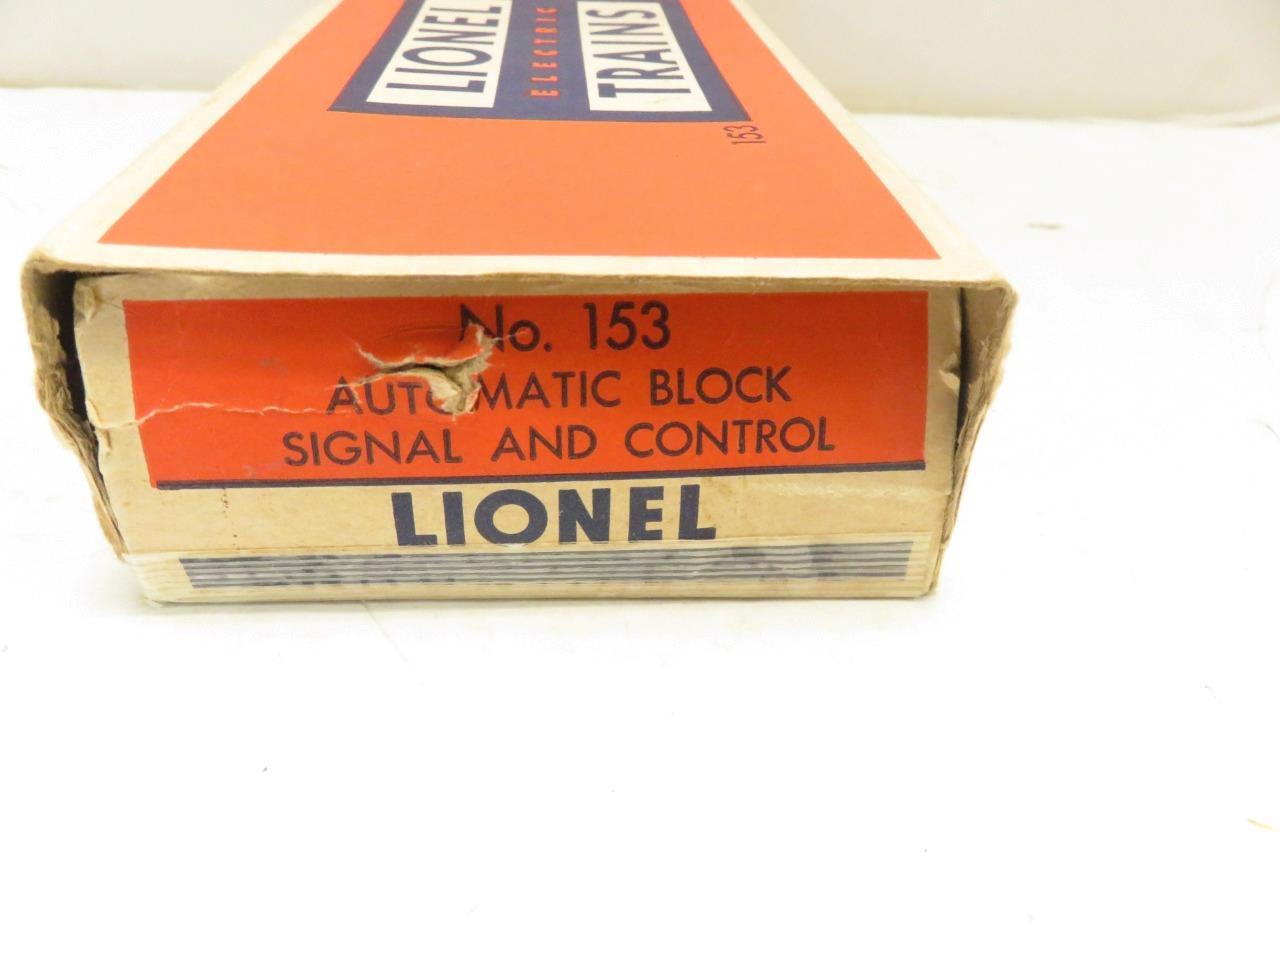 LIONEL
ELECTRIC
TRAINS
153
No. 153
AUTOMATIC BLOCK
SIGNAL AND CONTROL
LIONEL